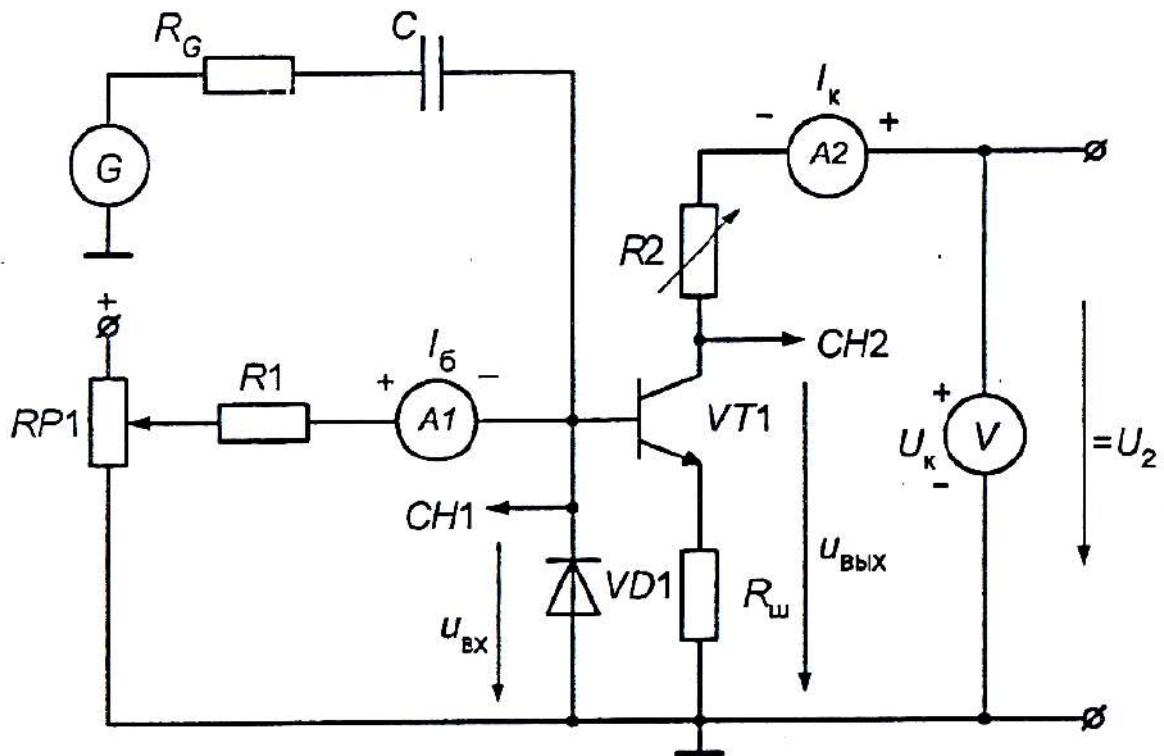 R_G
C
G
I_к
- +
A2
R2
CH2
+
RP1
R1
I_б
+ -
A1
VT1
+
V
U_к
-
=U_2
CH1
VD1
R_ш
u_вых
u_вх